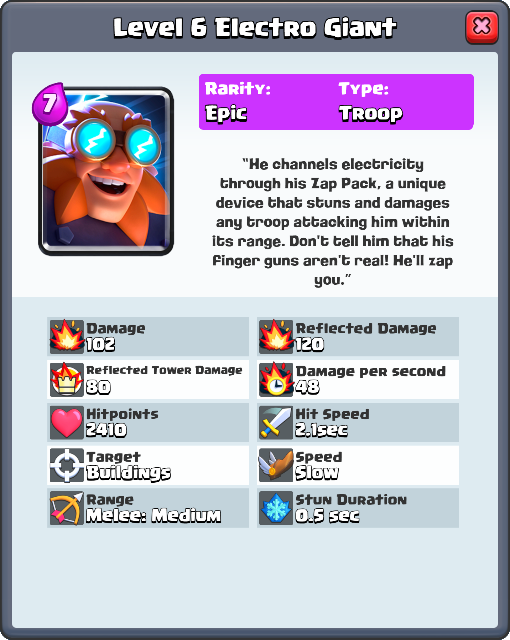 Level 6 Electro Giant
7
Rarity: Type:
Epic Troop
"He channels electricity
through his Zap Pack, a unique
device that stuns and damages
any troop attacking him within
its range. Don't tell him that his
finger guns aren't real! He'll zap
you."
Damage Reflected Damage
102 120
Reflected Tower Damage Damage per second
80 48
Hitpoints Hit Speed
2410 2.1sec
Target Speed
Buildings Slow
Range Stun Duration
Melee: Medium 0.5 sec